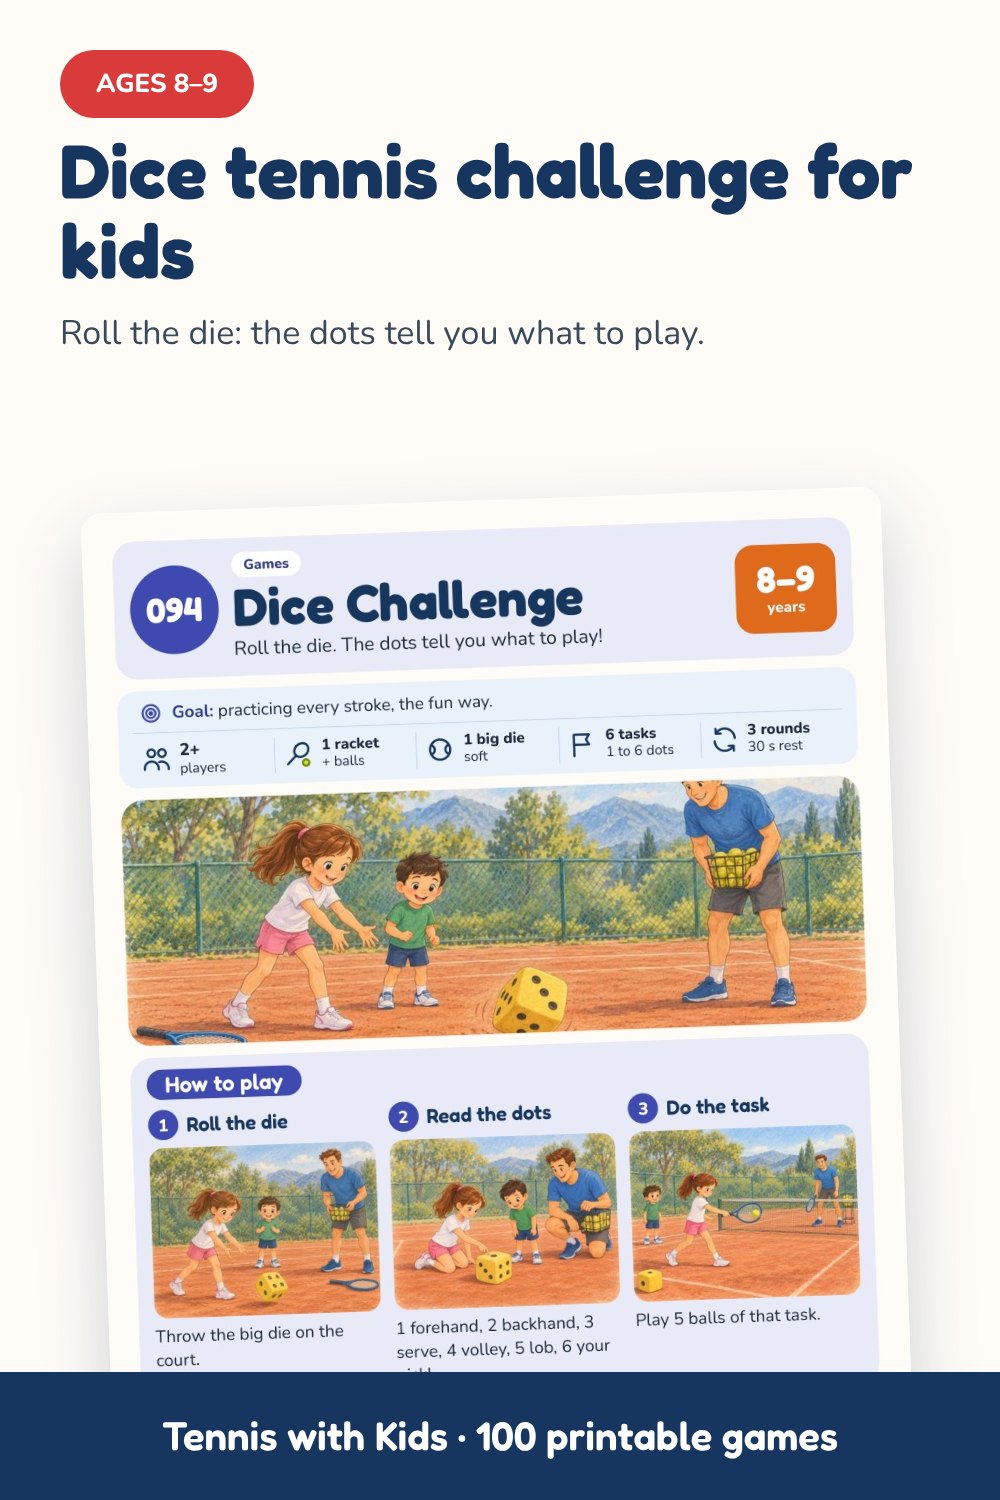 AGES 8–9
Dice tennis challenge for
kids
Roll the die: the dots tell you what to play.
Games
094
Dice Challenge
Roll the die. The dots tell you what to play!
8–9
years
Goal: practicing every stroke, the fun way.
2+
players
1 racket
+ balls
1 big die
soft
6 tasks
1 to 6 dots
3 rounds
30 s rest
How to play
1 Roll the die
2 Read the dots
3 Do the task
Throw the big die on the
court.
1 forehand, 2 backhand, 3
serve, 4 volley, 5 lob, 6 your
Play 5 balls of that task.
Tennis with Kids · 100 printable games